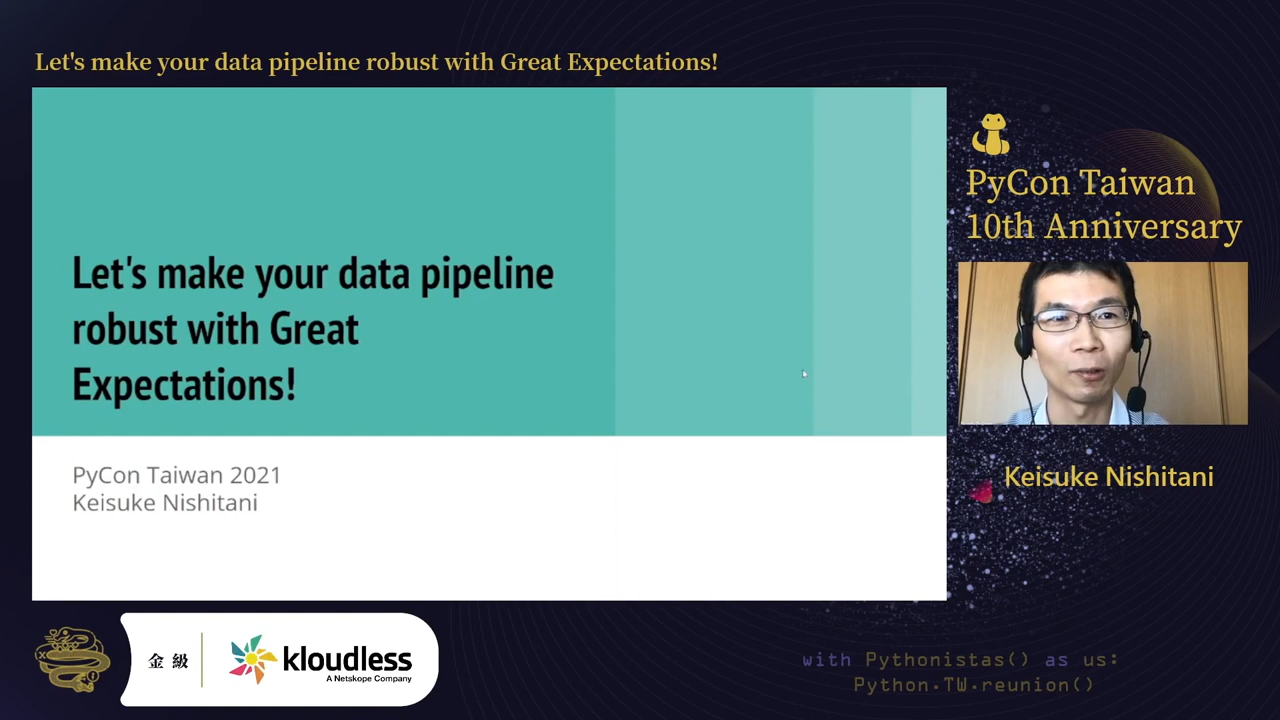 Let's make your data pipeline robust with Great Expectations!
Let's make your data pipeline
robust with Great
Expectations!
PyCon Taiwan 2021
Keisuke Nishitani
PyCon Taiwan
10th Anniversary
Keisuke Nishitani
金級
kloudless
A Netskope Company
with Pythonistas() as us:
Python.TW.reunion()